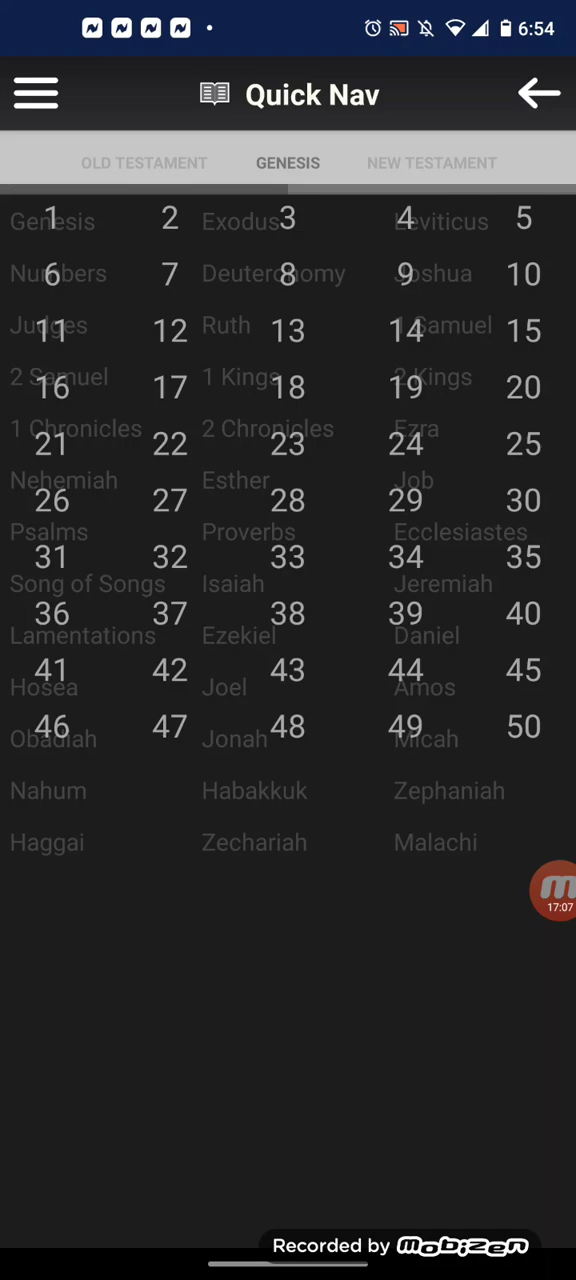 6:54
Quick Nav
OLD TESTAMENT GENESIS NEW TESTAMENT
1 2 3 4 5
Genesis Exodus Leviticus
6 7 8 9 10
Numbers Deuteronomy Joshua
11 12 13 14 15
Judges Ruth 1 Samuel
16 17 18 19 20
2 Samuel 1 Kings 2 Kings
21 22 23 24 25
1 Chronicles 2 Chronicles Ezra
Nehemiah Esther Job
26 27 28 29 30
Psalms Proverbs Ecclesiastes
31 32 33 34 35
Song of Songs Isaiah Jeremiah
36 37 38 39 40
Lamentations Ezekiel Daniel
41 42 43 44 45
Hosea Joel Amos
46 47 48 49 50
Obadiah Jonah Micah
Nahum Habakkuk Zephaniah
Haggai Zechariah Malachi
m
17:07
Recorded by mobizen